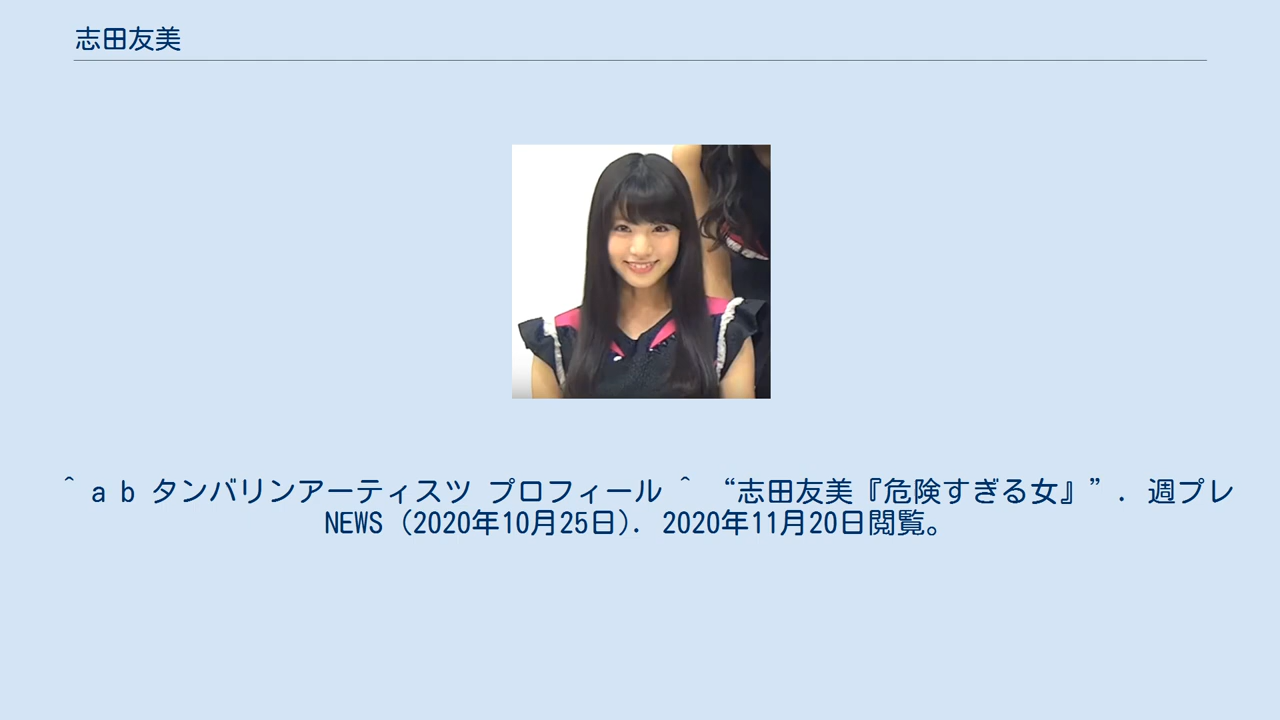 志田友美
^ a b タンバリンアーティスツ プロフィール ^ “志田友美『危険すぎる女』”. 週プレ
NEWS (2020年10月25日). 2020年11月20日閲覧。